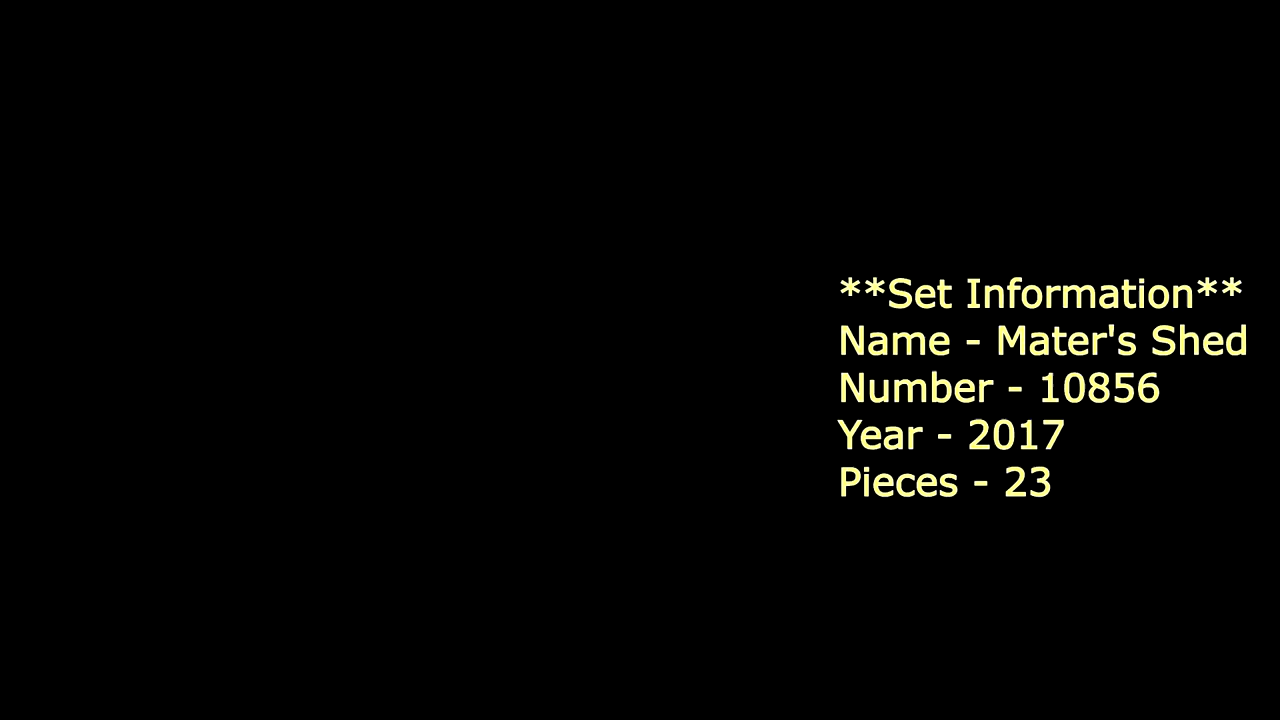 **Set Information**
Name - Mater's Shed
Number - 10856
Year - 2017
Pieces - 23